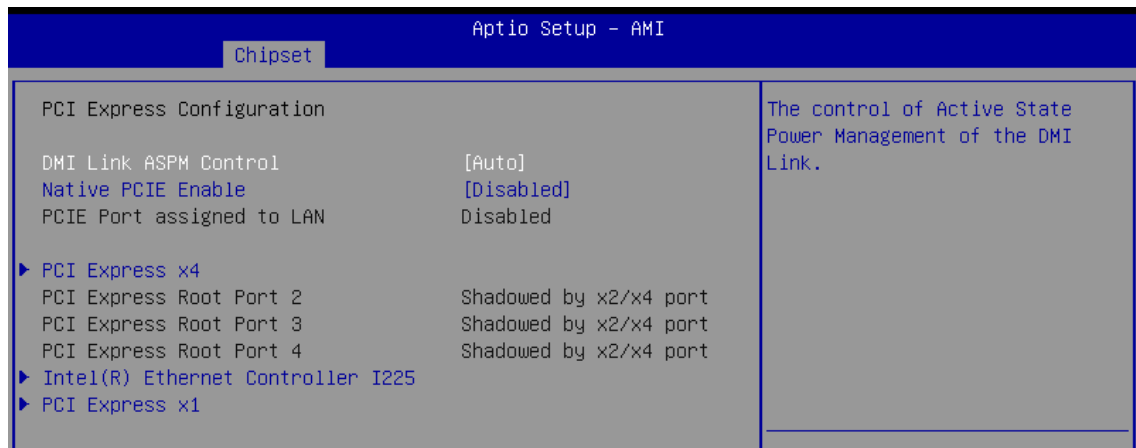 Aptio Setup – AMI
Chipset
PCI Express Configuration
DMI Link ASPM Control [Auto]
Native PCIE Enable [Disabled]
PCIE Port assigned to LAN Disabled
PCI Express x4
PCI Express Root Port 2 Shadowed by x2/x4 port
PCI Express Root Port 3 Shadowed by x2/x4 port
PCI Express Root Port 4 Shadowed by x2/x4 port
Intel(R) Ethernet Controller I225
PCI Express x1
The control of Active State
Power Management of the DMI
Link.